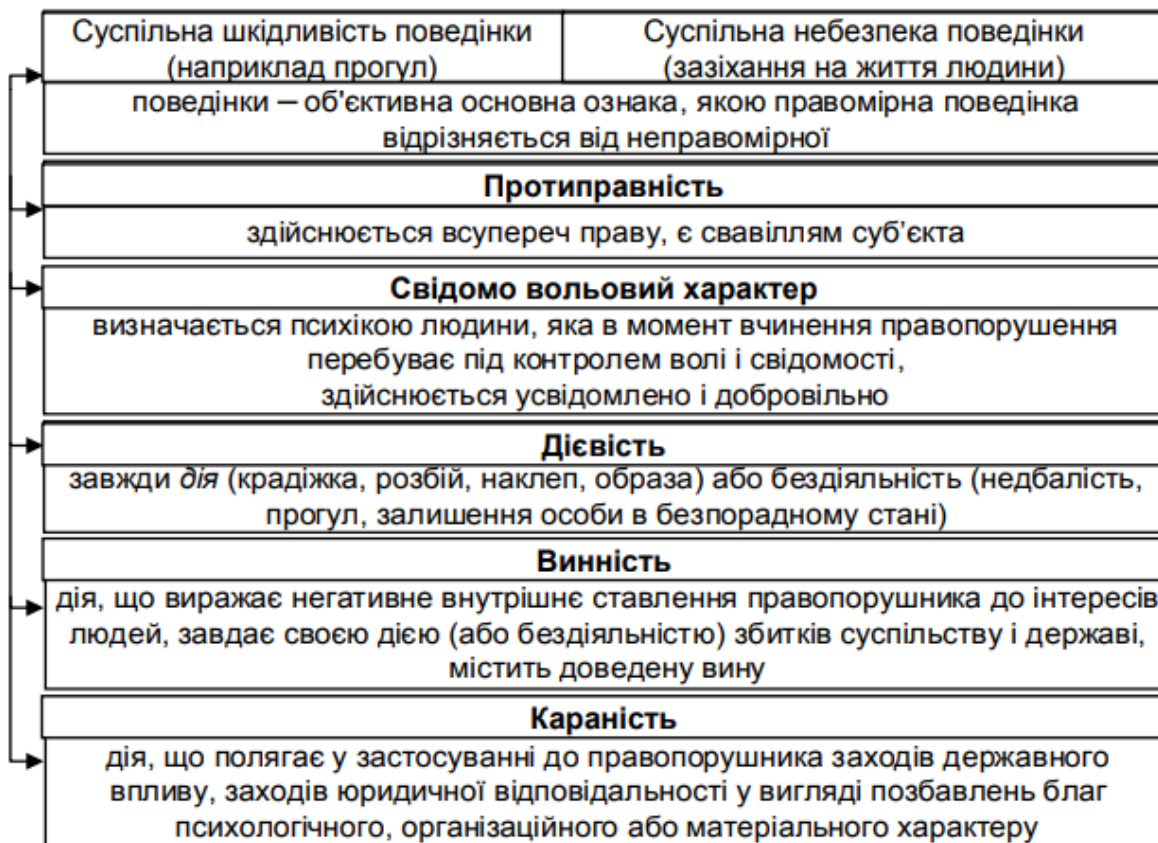 Суспільна шкідливість поведінки
(наприклад прогул)
Суспільна небезпека поведінки
(зазіхання на життя людини)
поведінки – об'єктивна основна ознака, якою правомірна поведінка
відрізняється від неправомірної
Протиправність
здійснюється всупереч праву, є свавіллям суб’єкта
Свідомо вольовий характер
визначається психікою людини, яка в момент вчинення правопорушення
перебуває під контролем волі і свідомості,
здійснюється усвідомлено і добровільно
Дієвість
завжди дія (крадіжка, розбій, наклеп, образа) або бездіяльність (недбалість,
прогул, залишення особи в безпорадному стані)
Винність
дія, що виражає негативне внутрішнє ставлення правопорушника до інтересів
людей, завдає своєю дією (або бездіяльністю) збитків суспільству і державі,
містить доведену вину
Караність
дія, що полягає у застосуванні до правопорушника заходів державного
впливу, заходів юридичної відповідальності у вигляді позбавлень благ
психологічного, організаційного або матеріального характеру